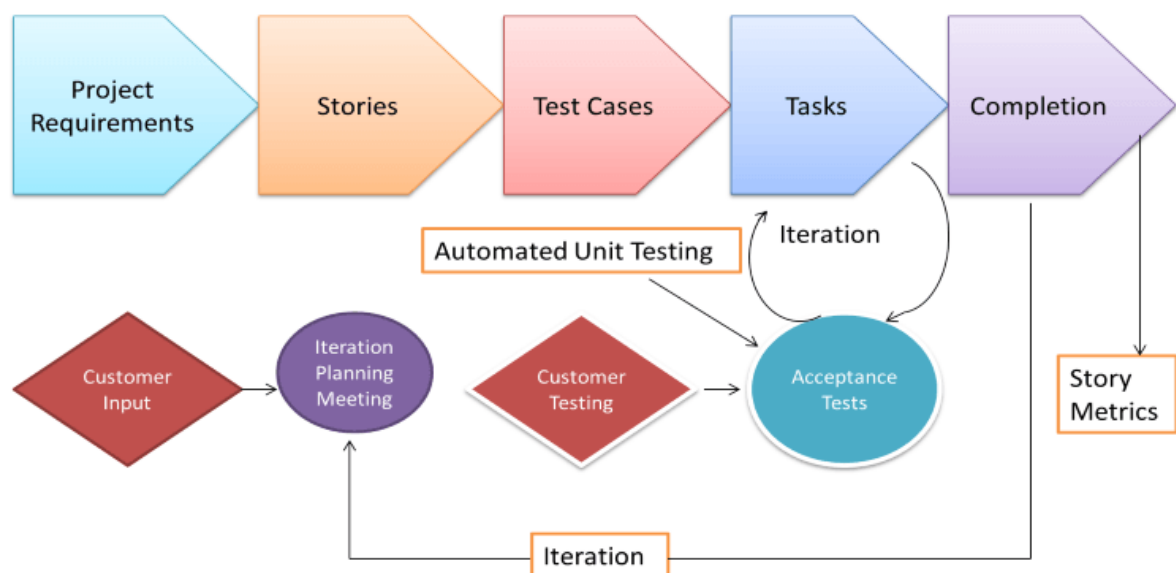 Project
Requirements
Stories
Test Cases
Tasks
Completion
Iteration
Automated Unit Testing
Customer
Input
Iteration
Planning
Meeting
Customer
Testing
Acceptance
Tests
Story
Metrics
Iteration